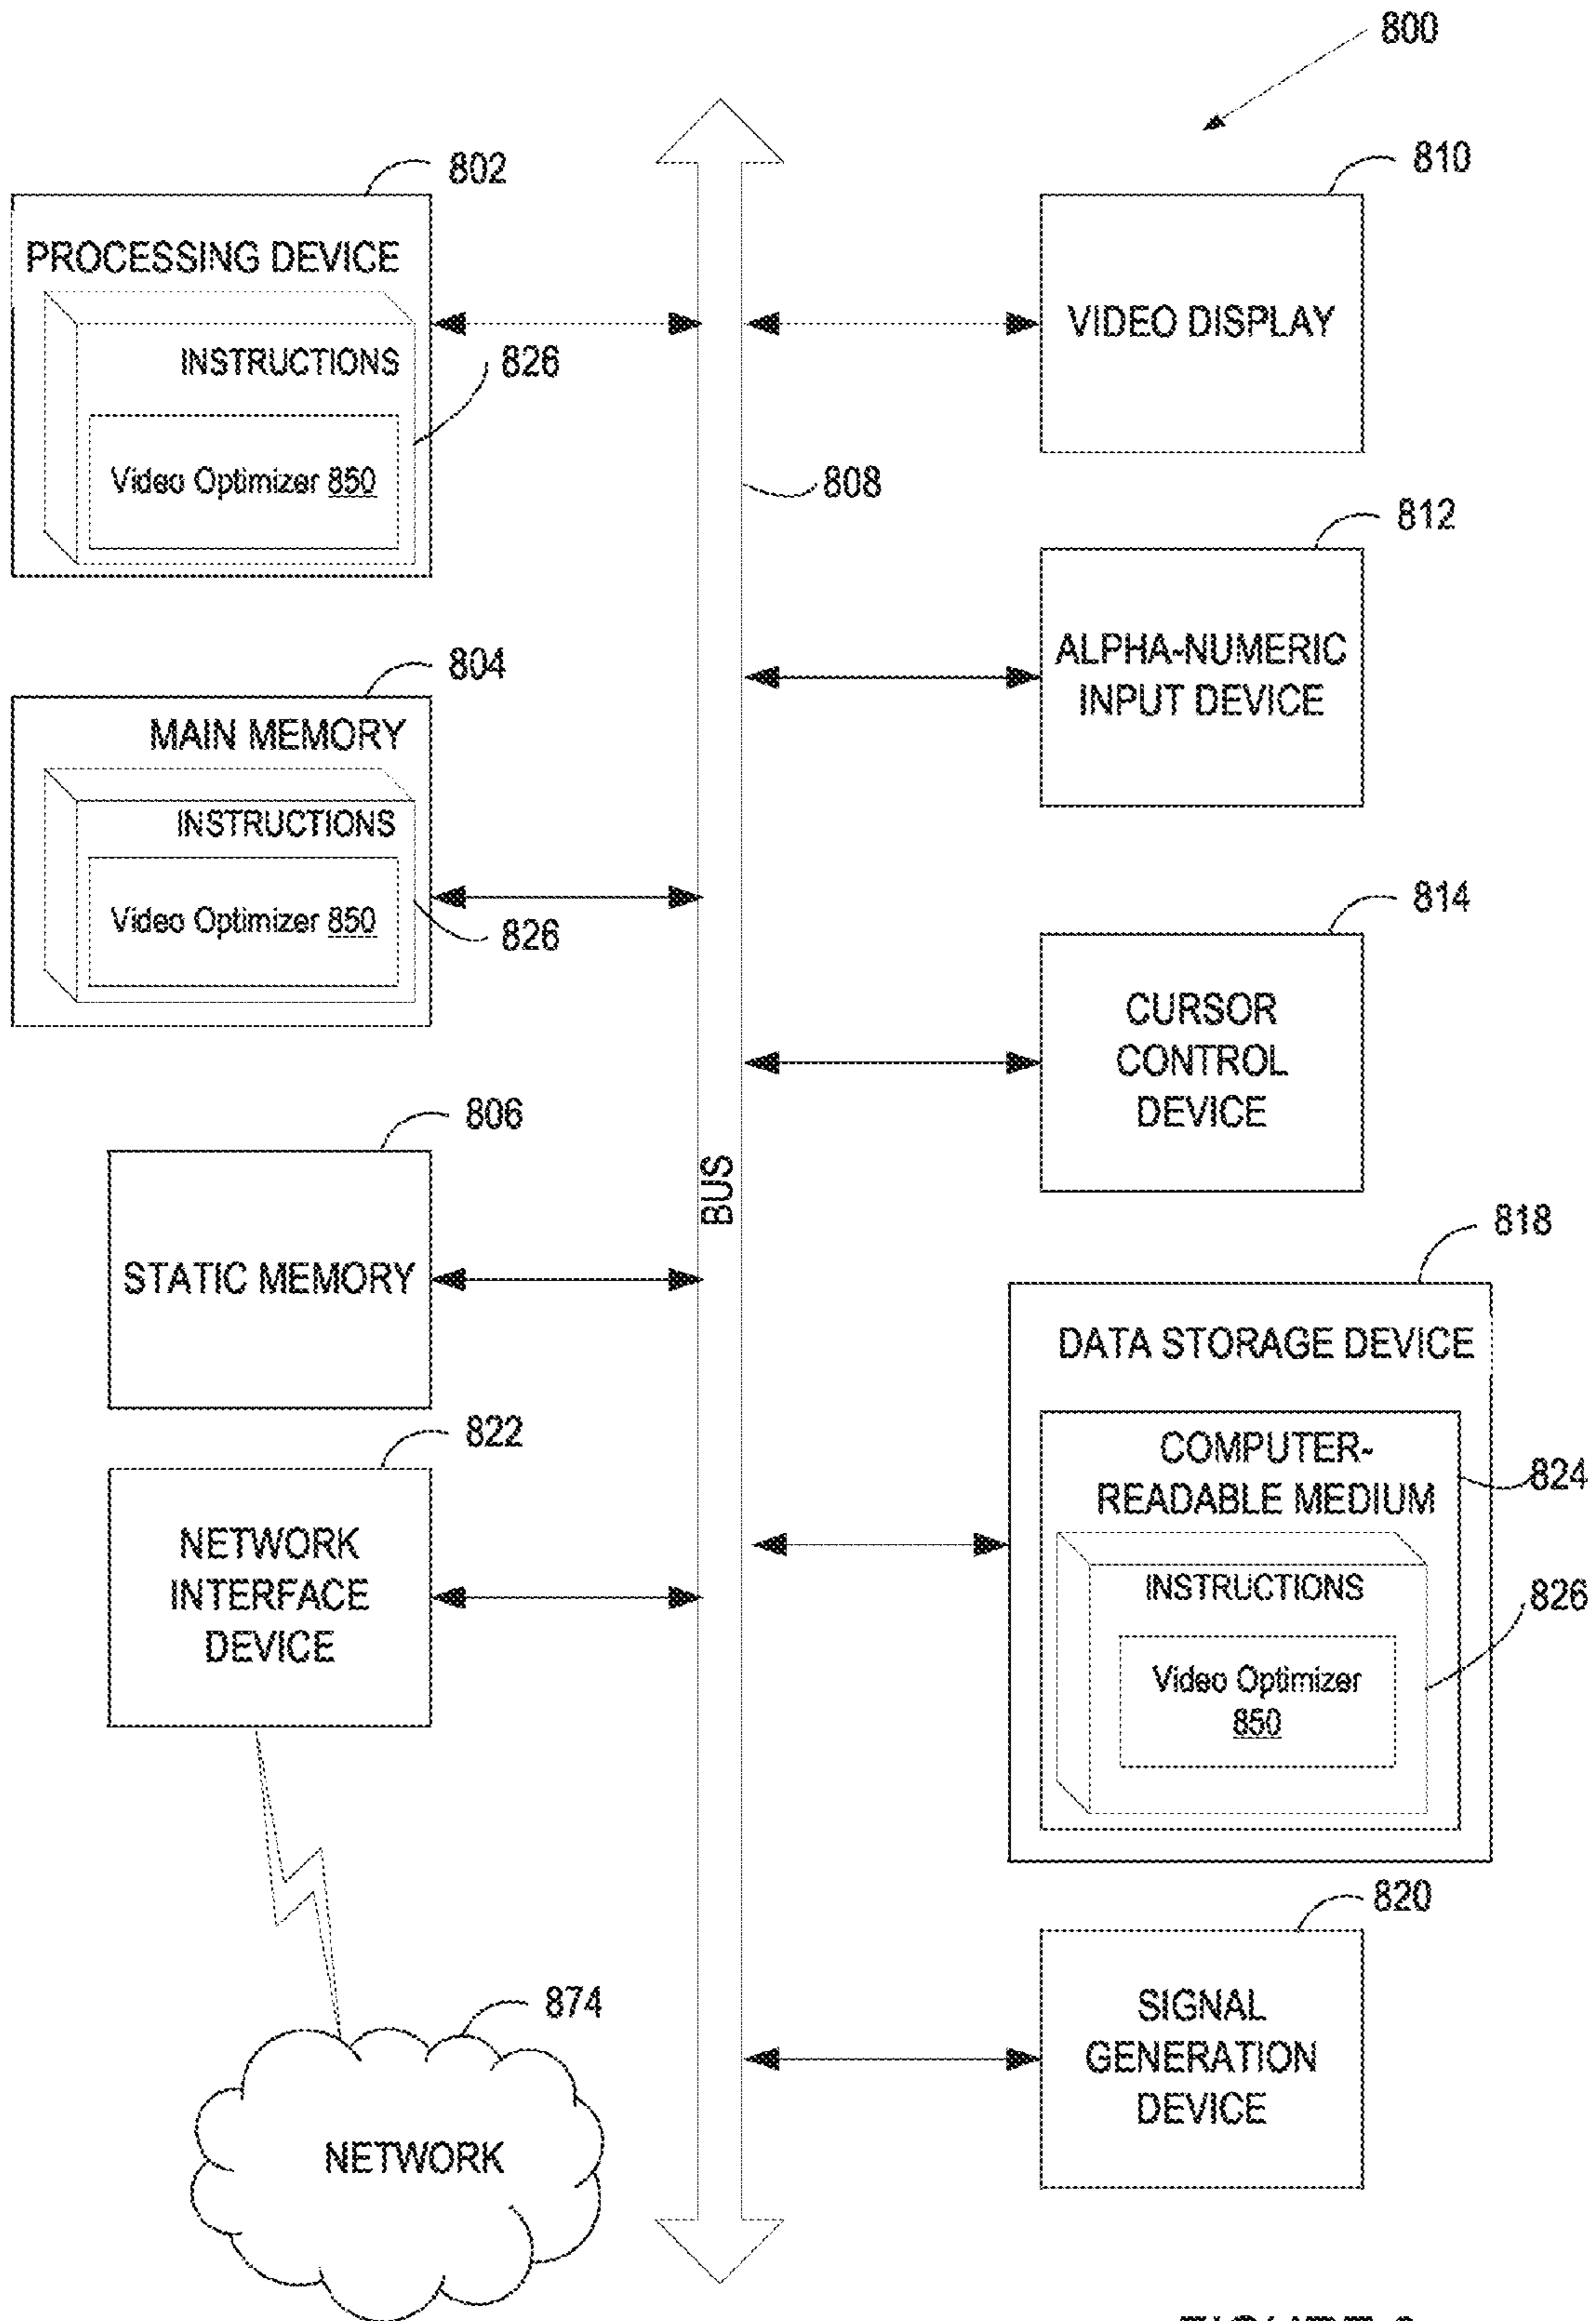 800
802
PROCESSING DEVICE
INSTRUCTIONS
826
Video Optimizer 850
804
MAIN MEMORY
INSTRUCTIONS
Video Optimizer 850
826
806
STATIC MEMORY
822
NETWORK
INTERFACE
DEVICE
874
NETWORK
808
BUS
810
VIDEO DISPLAY
812
ALPHA-NUMERIC
INPUT DEVICE
814
CURSOR
CONTROL
DEVICE
818
DATA STORAGE DEVICE
COMPUTER-
READABLE MEDIUM
824
INSTRUCTIONS
826
Video Optimizer
850
820
SIGNAL
GENERATION
DEVICE